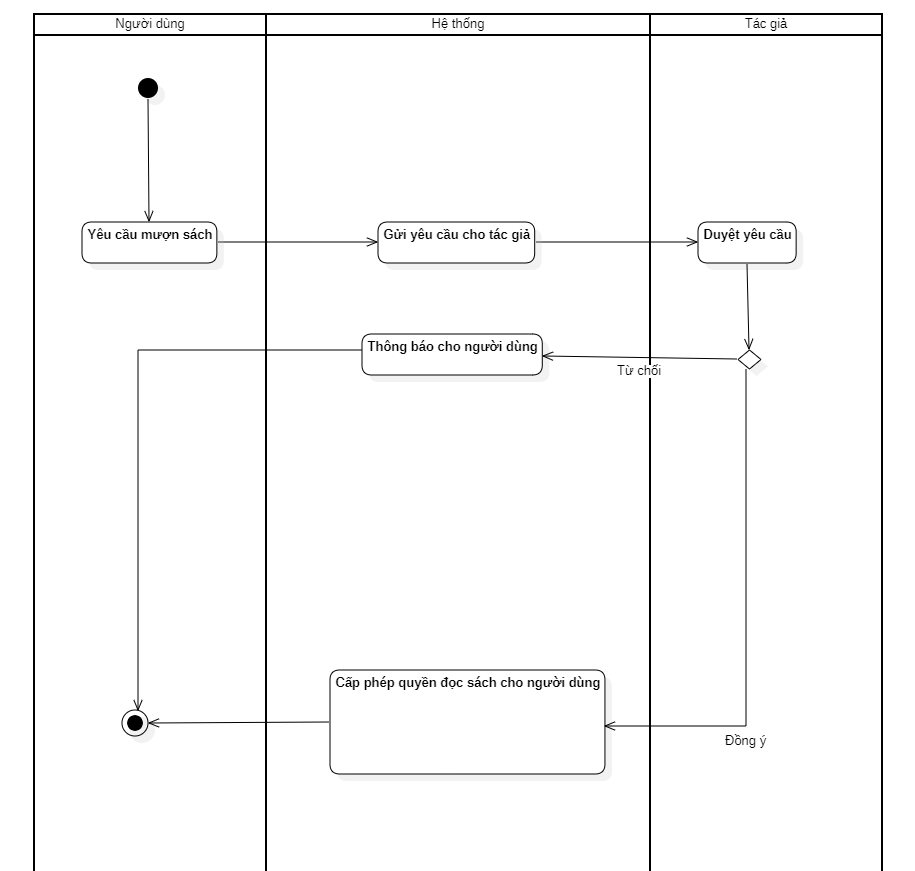 Người dùng
Hệ thống
Tác giả
Yêu cầu mượn sách
Gửi yêu cầu cho tác giả
Duyệt yêu cầu
Thông báo cho người dùng
Từ chối
Cấp phép quyền đọc sách cho người dùng
Đồng ý